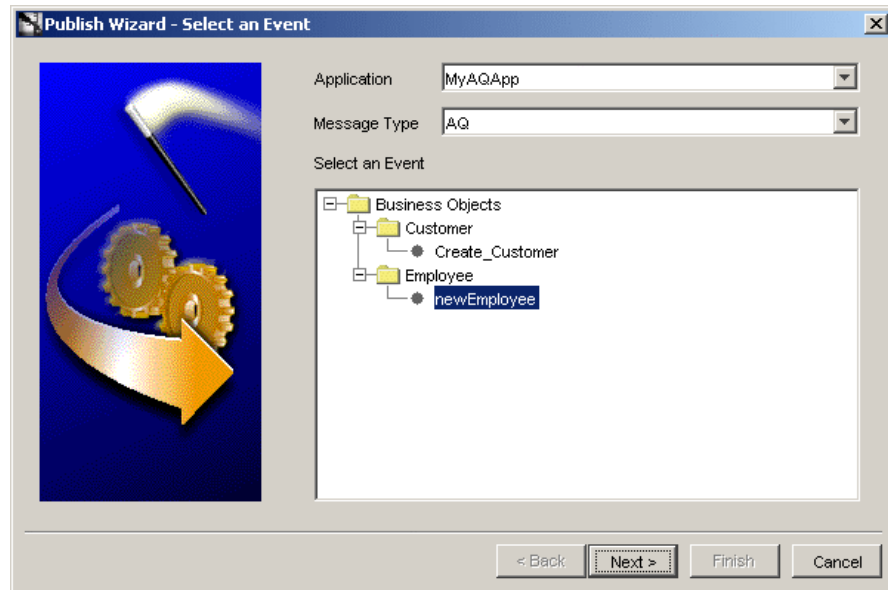 Publish Wizard - Select an Event
Application MyAQApp
Message Type AQ
Select an Event
Business Objects
Customer
Create_Customer
Employee
newEmployee
< Back Next > Finish Cancel